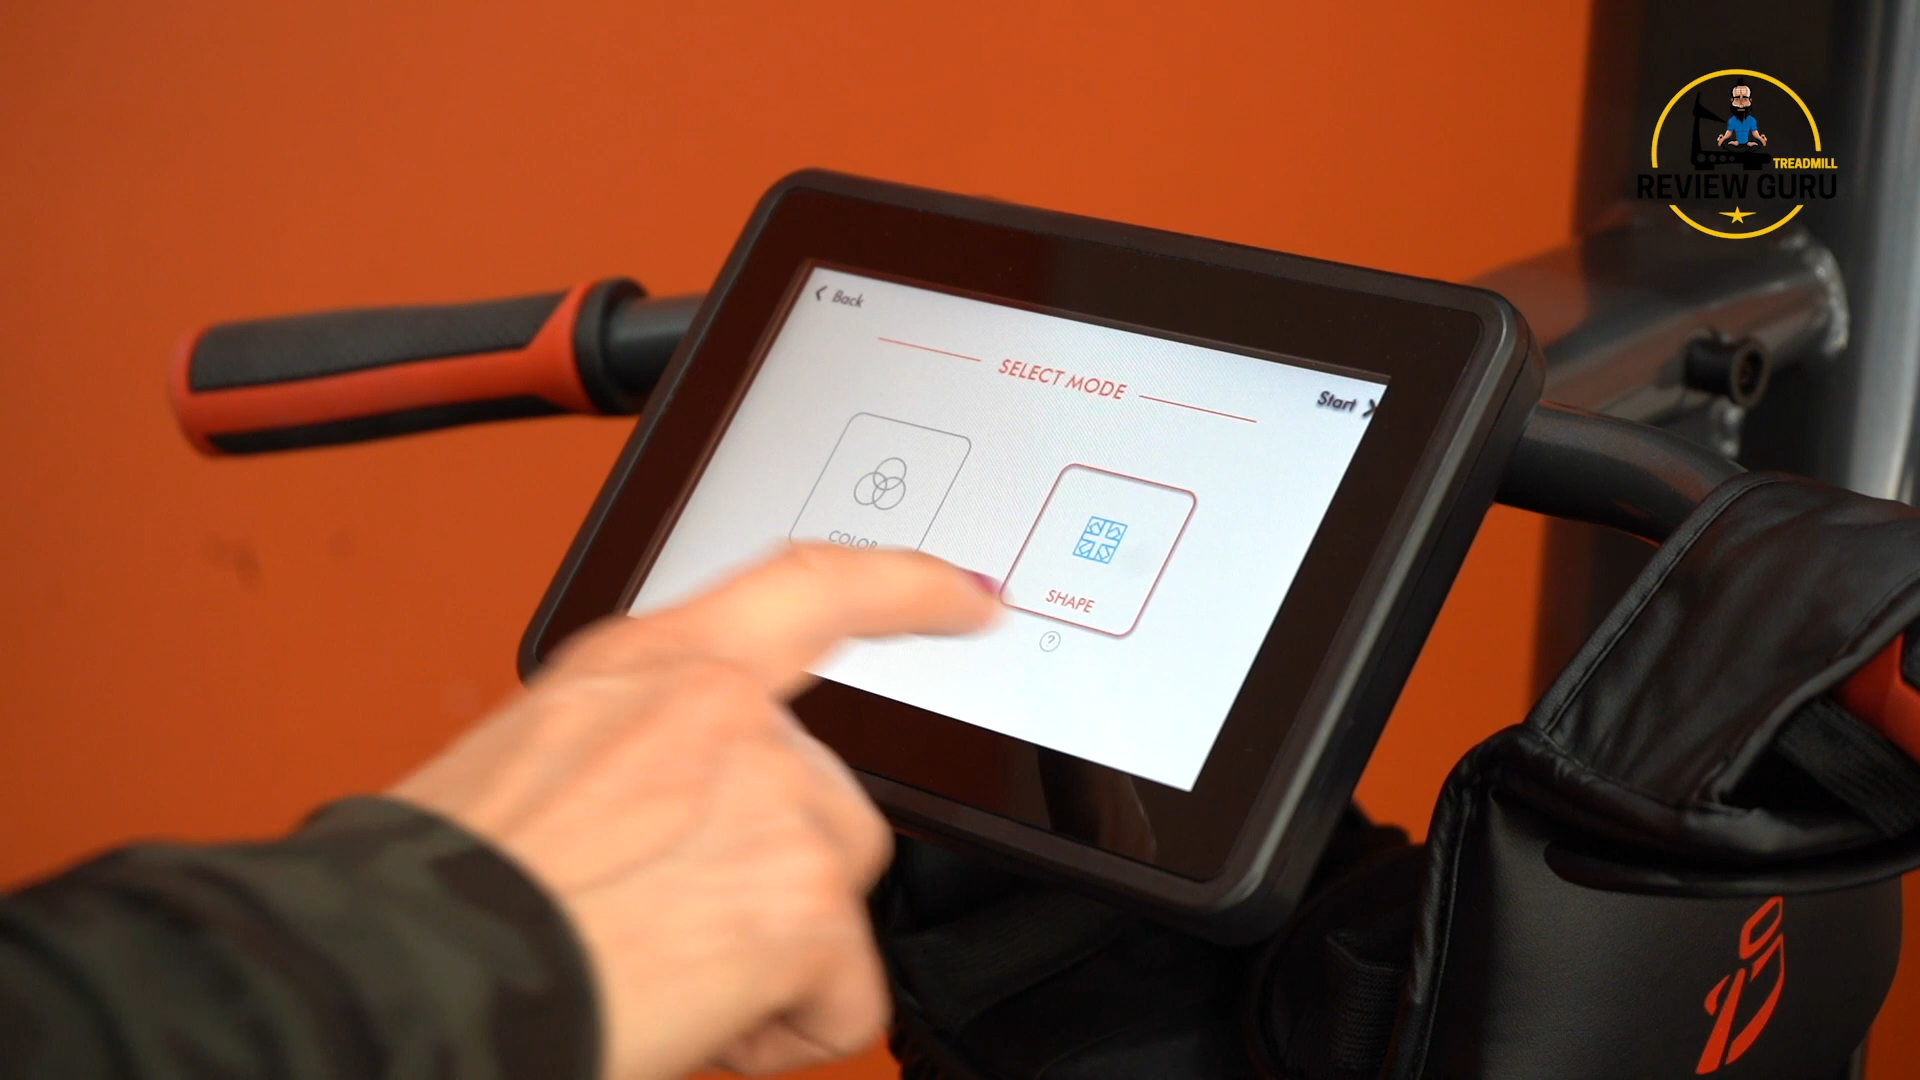 TREADMILL
REVIEW GURU
Back
SELECT MODE
Start
COLOR
SHAPE
?